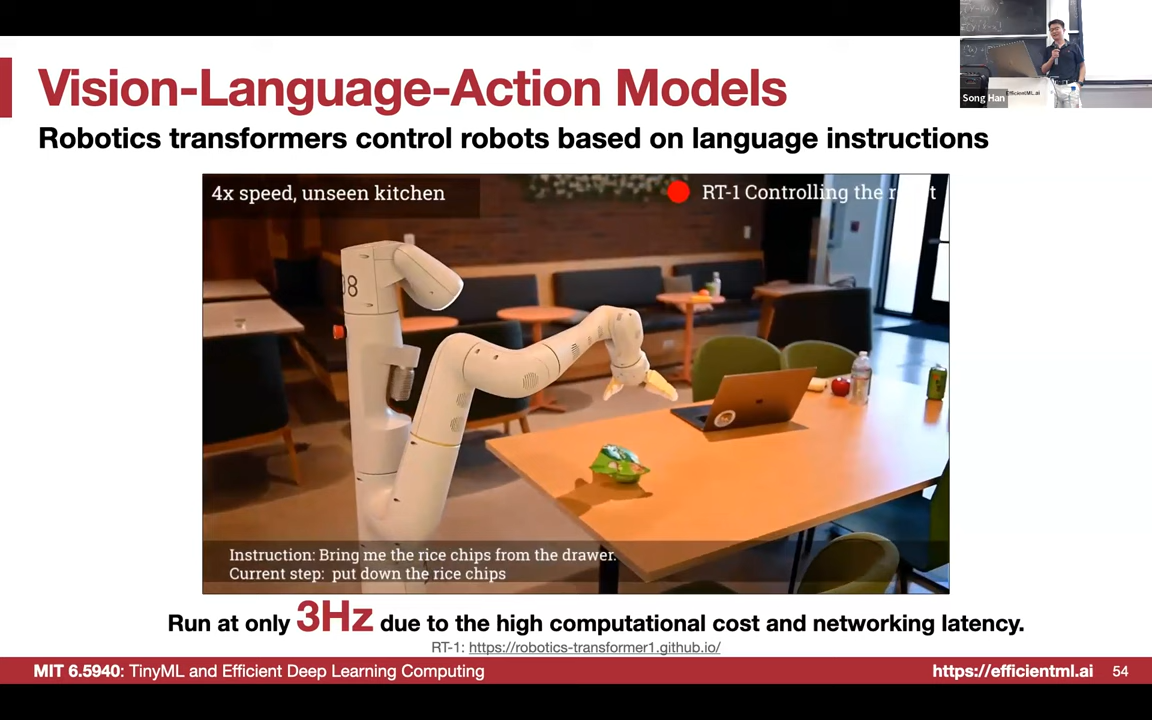 Vision-Language-Action Models
Robotics transformers control robots based on language instructions
Song Han
EfficientML.ai
4x speed, unseen kitchen
RT-1 Controlling the r t
08
Instruction: Bring me the rice chips from the drawer.
Current step: put down the rice chips
Run at only 3Hz due to the high computational cost and networking latency.
RT-1: https://robotics-transformer1.github.io/
MIT 6.5940: TinyML and Efficient Deep Learning Computing
https://efficientml.ai
54